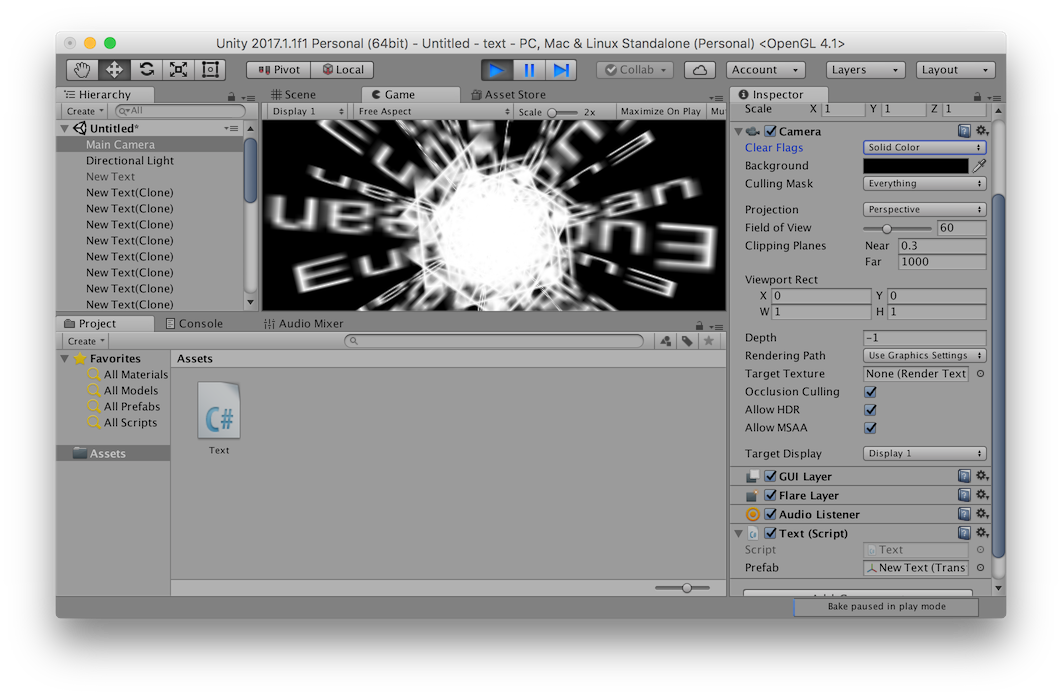 Unity 2017.1.1f1 Personal (64bit) - Untitled - text - PC, Mac & Linux Standalone (Personal) <OpenGL 4.1>
Pivot Local Collab Account Layers Layout
Hierarchy
Create All
Untitled*
Main Camera
Directional Light
New Text
New Text(Clone)
New Text(Clone)
New Text(Clone)
New Text(Clone)
New Text(Clone)
New Text(Clone)
New Text(Clone)
New Text(Clone)
Scene Game Asset Store
Display 1 Free Aspect Scale 2x Maximize On Play Mu
Project Console Audio Mixer
Create
Favorites
All Materials
All Models
All Prefabs
All Scripts
Assets
Assets
C#
Text
Inspector
Scale X 1 Y 1 Z 1
Camera
Clear Flags Solid Color
Background
Culling Mask Everything
Projection Perspective
Field of View 60
Clipping Planes Near 0.3
Far 1000
Viewport Rect
X 0 Y 0
W 1 H 1
Depth -1
Rendering Path Use Graphics Settings
Target Texture None (Render Text
Occlusion Culling
Allow HDR
Allow MSAA
Target Display Display 1
GUI Layer
Flare Layer
Audio Listener
Text (Script)
Script Text
Prefab New Text (Trans
Bake paused in play mode